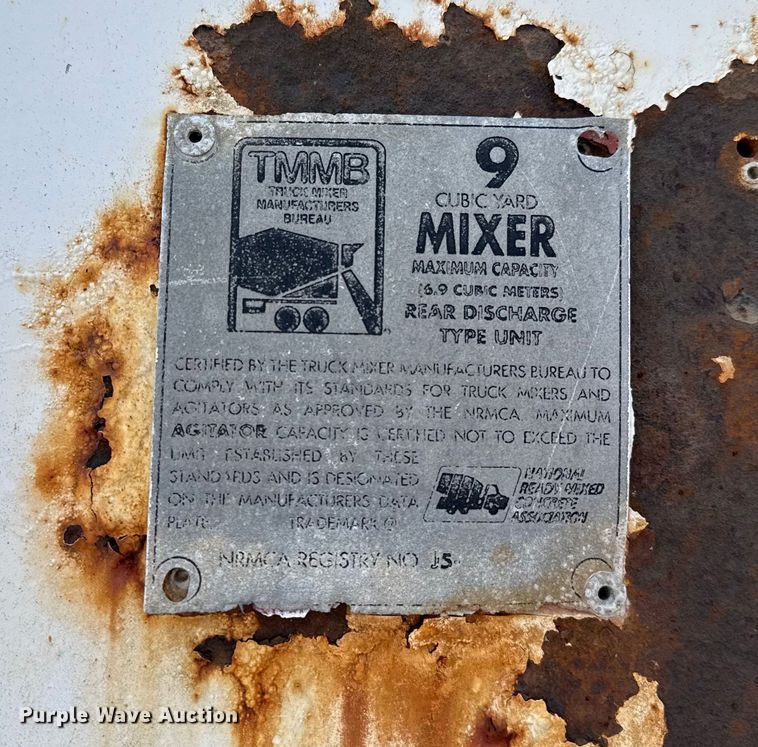 TMMB
TRUCK MIXER
MANUFACTURERS
BUREAU
9
CUBIC YARD
MIXER
MAXIMUM CAPACITY
(6.9 CUBIC METERS)
REAR DISCHARGE
TYPE UNIT
CERTIFIED BY THE TRUCK MIXER MANUFACTURERS BUREAU TO
COMPLY WITH ITS STANDARDS FOR TRUCK MIXERS AND
AGITATORS AS APPROVED BY THE NRMCA. MAXIMUM
AGITATOR CAPACITY IS CERTIFIED NOT TO EXCEED THE
LIMIT ESTABLISHED BY THESE
STANDARDS AND IS DESIGNATED
ON THE MANUFACTURERS DATA
PLATE. TRADEMARK ®
NATIONAL
READY MIXED
CONCRETE
ASSOCIATION
NRMCA REGISTRY NO. 15
Purple Wave Auction